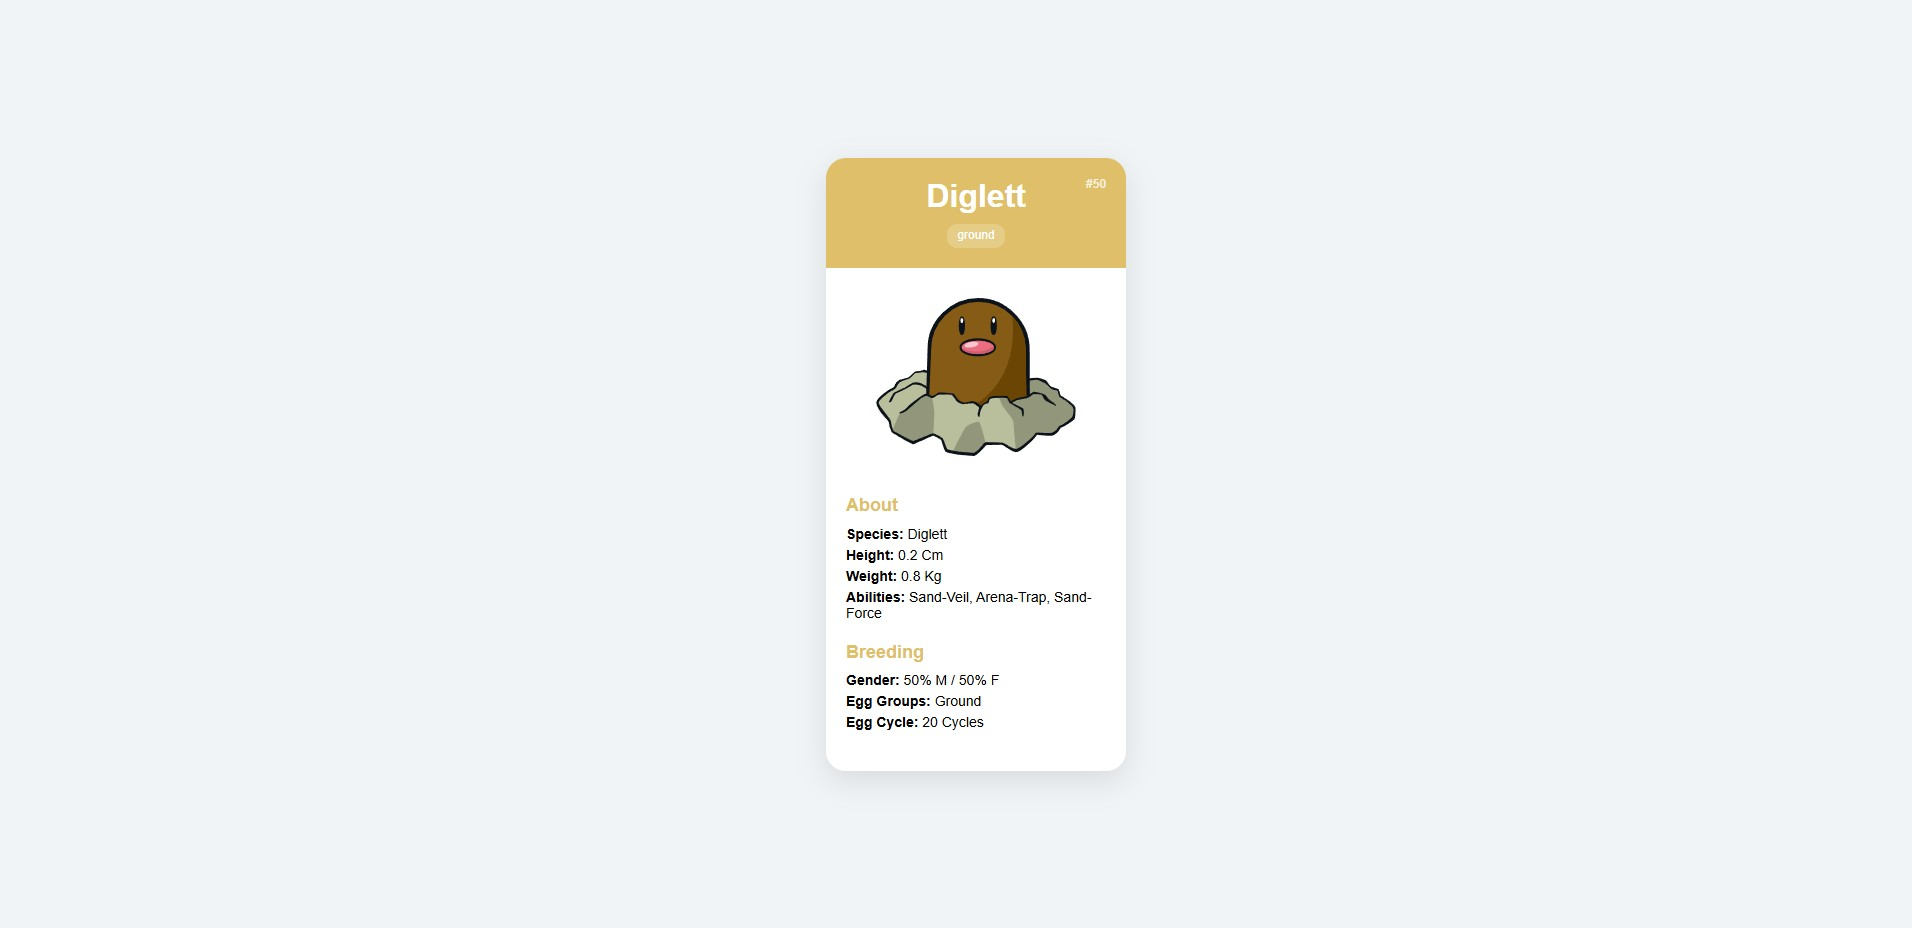 Diglett
#50
ground
About
Species: Diglett
Height: 0.2 Cm
Weight: 0.8 Kg
Abilities: Sand-Veil, Arena-Trap, Sand-
Force
Breeding
Gender: 50% M / 50% F
Egg Groups: Ground
Egg Cycle: 20 Cycles